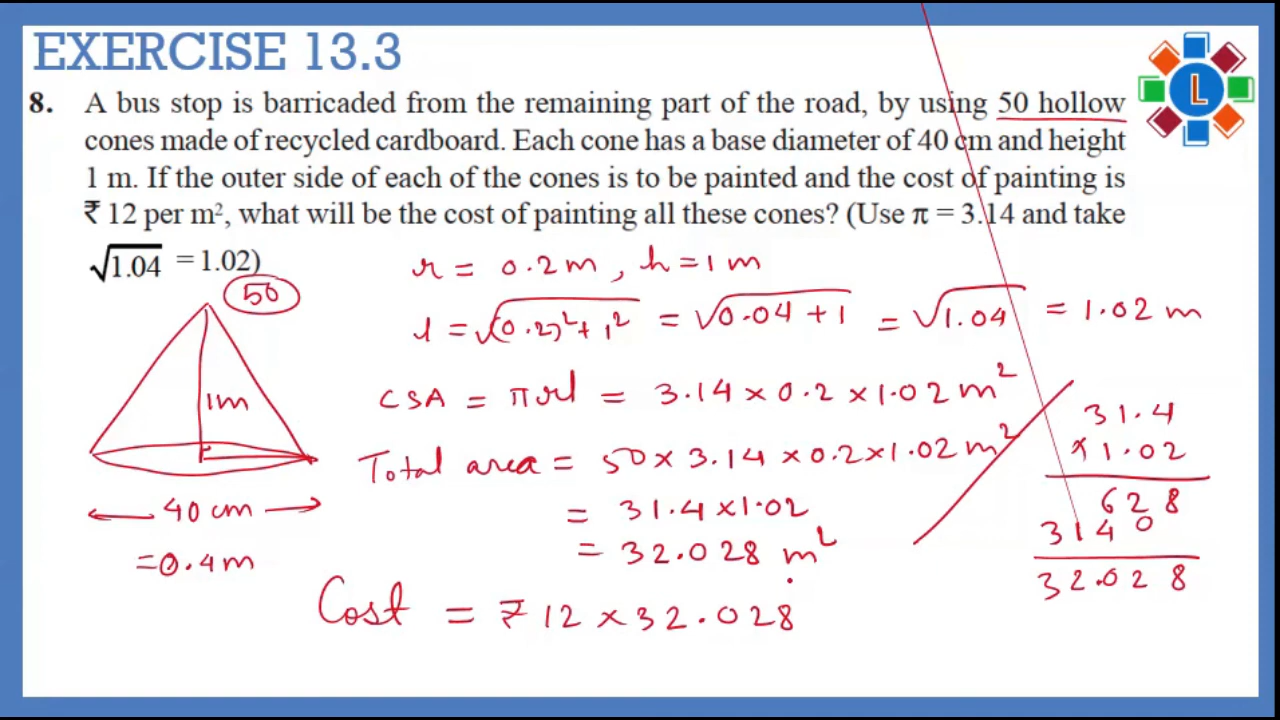 EXERCISE 13.3
L
8. A bus stop is barricaded from the remaining part of the road, by using 50 hollow
cones made of recycled cardboard. Each cone has a base diameter of 40 cm and height
1 m. If the outer side of each of the cones is to be painted and the cost of painting is
₹ 12 per m², what will be the cost of painting all these cones? (Use π = 3.14 and take
√1.04 = 1.02)
50
1m
40 cm
= 0.4 m
r = 0.2 m , h = 1 m
l = √(0.2)² + 1² = √0.04 + 1 = √1.04 = 1.02 m
CSA = πrl = 3.14 × 0.2 × 1.02 m²
Total area = 50 × 3.14 × 0.2 × 1.02 m²
= 31.4 × 1.02
= 32.028 m²
Cost = ₹ 12 × 32.028
31.4
× 1.02
628
3140
32.028